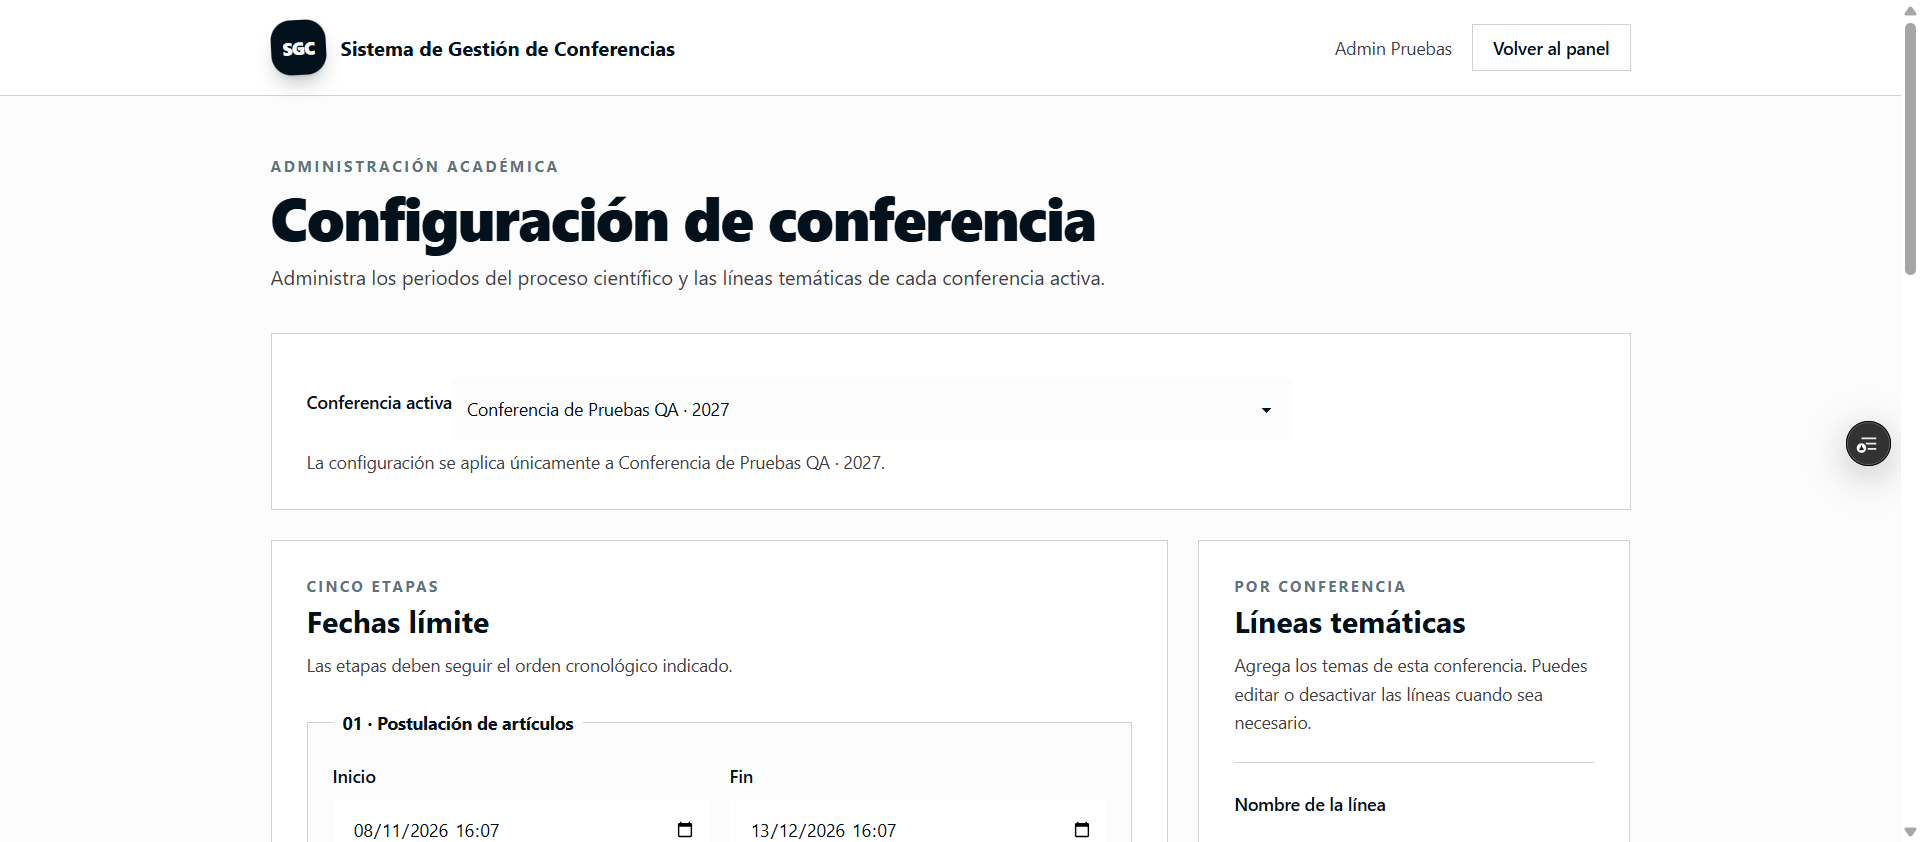 SGC
Sistema de Gestión de Conferencias
Admin Pruebas
Volver al panel
ADMINISTRACIÓN ACADÉMICA
Configuración de conferencia
Administra los periodos del proceso científico y las líneas temáticas de cada conferencia activa.
Conferencia activa
Conferencia de Pruebas QA · 2027
La configuración se aplica únicamente a Conferencia de Pruebas QA · 2027.
CINCO ETAPAS
Fechas límite
Las etapas deben seguir el orden cronológico indicado.
01 · Postulación de artículos
Inicio
Fin
08/11/2026 16:07
13/12/2026 16:07
POR CONFERENCIA
Líneas temáticas
Agrega los temas de esta conferencia. Puedes
editar o desactivar las líneas cuando sea
necesario.
Nombre de la línea